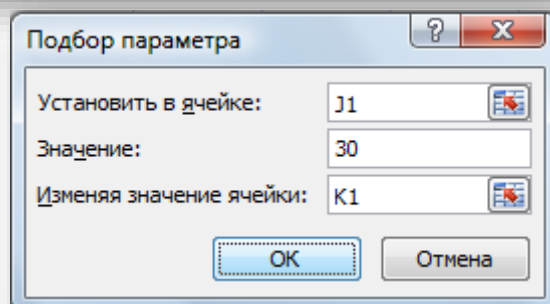 Подбор параметра
Установить в ячейке: J1
Значение: 30
Изменяя значение ячейки: K1
ОК Отмена